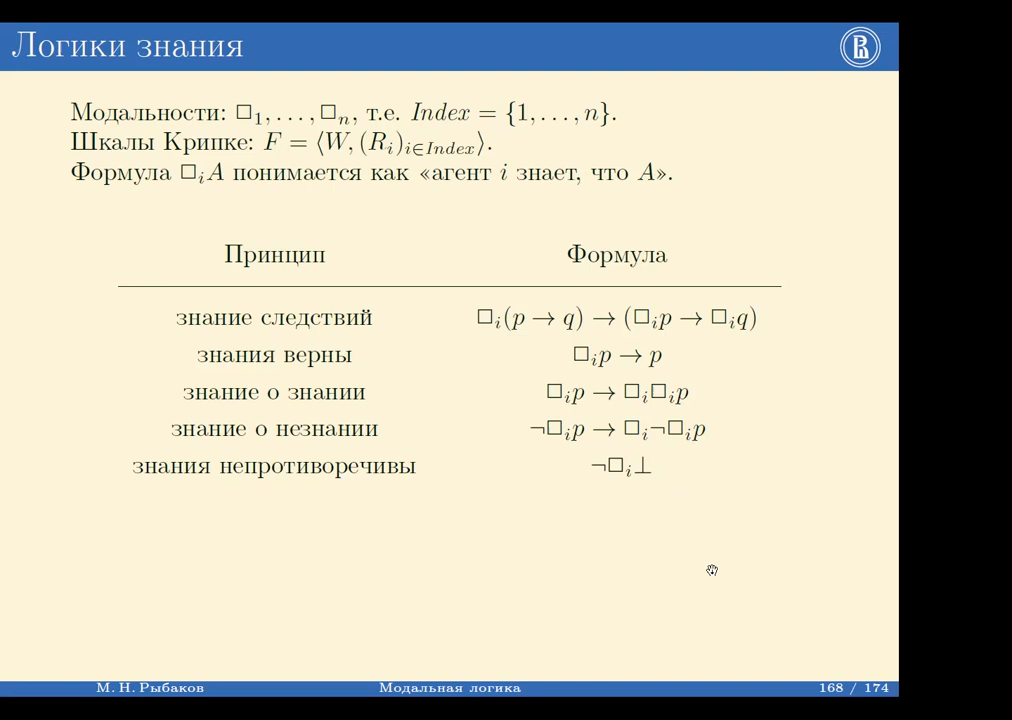 Логики знания
Модальности: □₁, . . . , □ₙ, т.е. Index = {1, . . . , n}.
Шкалы Крипке: F = ⟨W, (Rᵢ)ᵢ∈Index⟩.
Формула □ᵢA понимается как «агент i знает, что A».
Принцип Формула
знание следствий □ᵢ(p → q) → (□ᵢp → □ᵢq)
знания верны □ᵢp → p
знание о знании □ᵢp → □ᵢ□ᵢp
знание о незнании ¬□ᵢp → □ᵢ¬□ᵢp
знания непротиворечивы ¬□ᵢ⊥
М. Н. Рыбаков Модальная логика 168 / 174